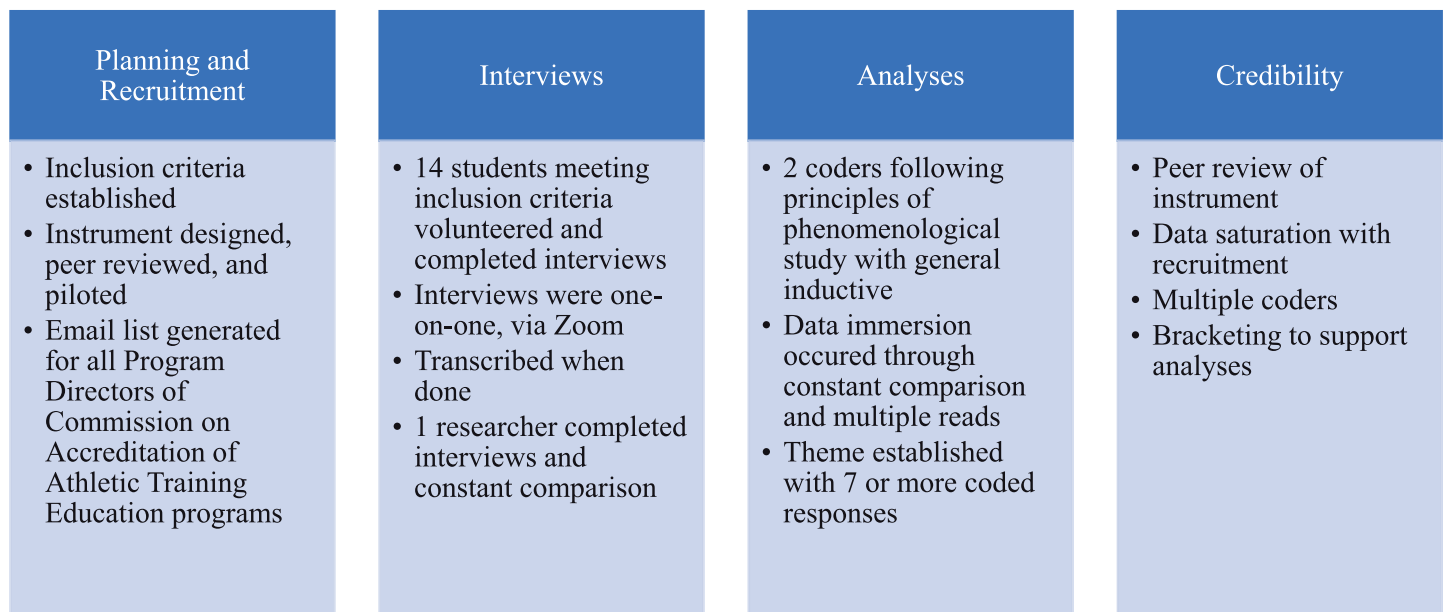 Planning and
Recruitment
• Inclusion criteria
established
• Instrument designed,
peer reviewed, and
piloted
• Email list generated
for all Program
Directors of
Commission on
Accreditation of
Athletic Training
Education programs
Interviews
• 14 students meeting
inclusion criteria
volunteered and
completed interviews
• Interviews were one-
on-one, via Zoom
• Transcribed when
done
• 1 researcher completed
interviews and
constant comparison
Analyses
• 2 coders following
principles of
phenomenological
study with general
inductive
• Data immersion
occured through
constant comparison
and multiple reads
• Theme established
with 7 or more coded
responses
Credibility
• Peer review of
instrument
• Data saturation with
recruitment
• Multiple coders
• Bracketing to support
analyses